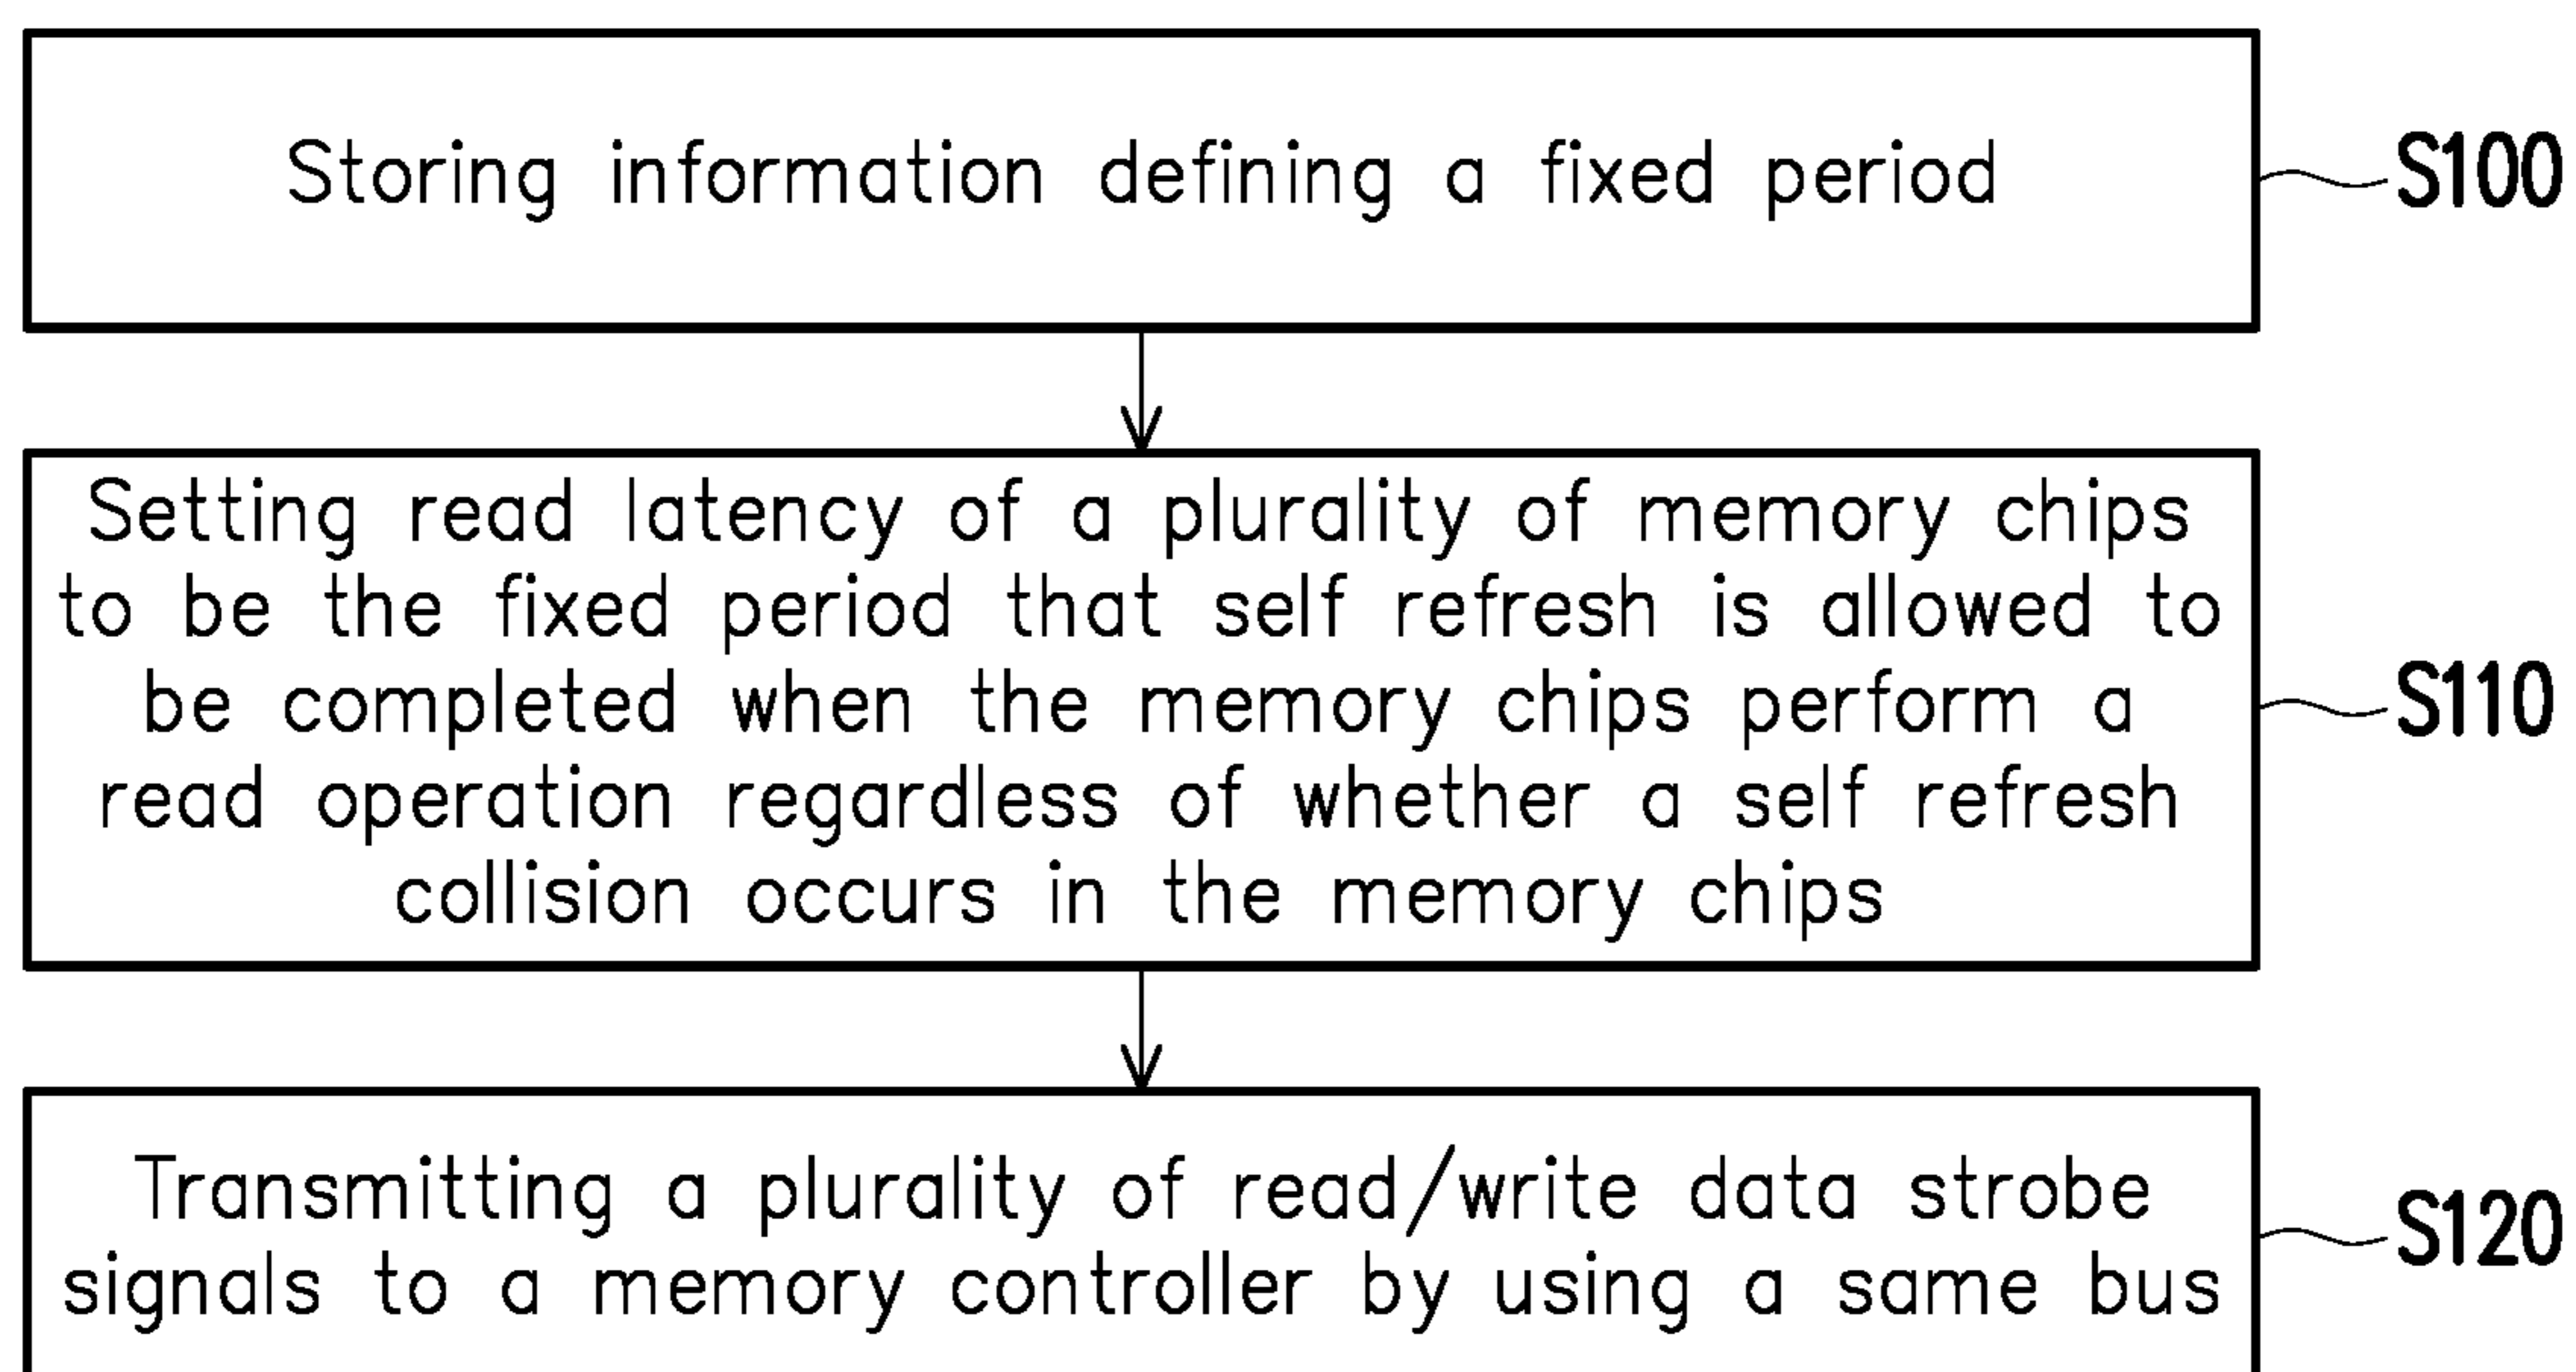 Storing information defining a fixed period
S100
Setting read latency of a plurality of memory chips
to be the fixed period that self refresh is allowed to
be completed when the memory chips perform a
read operation regardless of whether a self refresh
collision occurs in the memory chips
S110
Transmitting a plurality of read/write data strobe
signals to a memory controller by using a same bus
S120